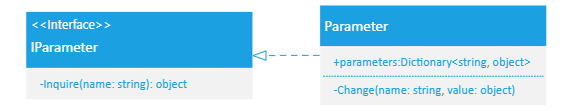 <<Interface>>
IParameter
-Inquire(name: string): object
Parameter
+parameters:Dictionary<string, object>
-Change(name: string, value: object)